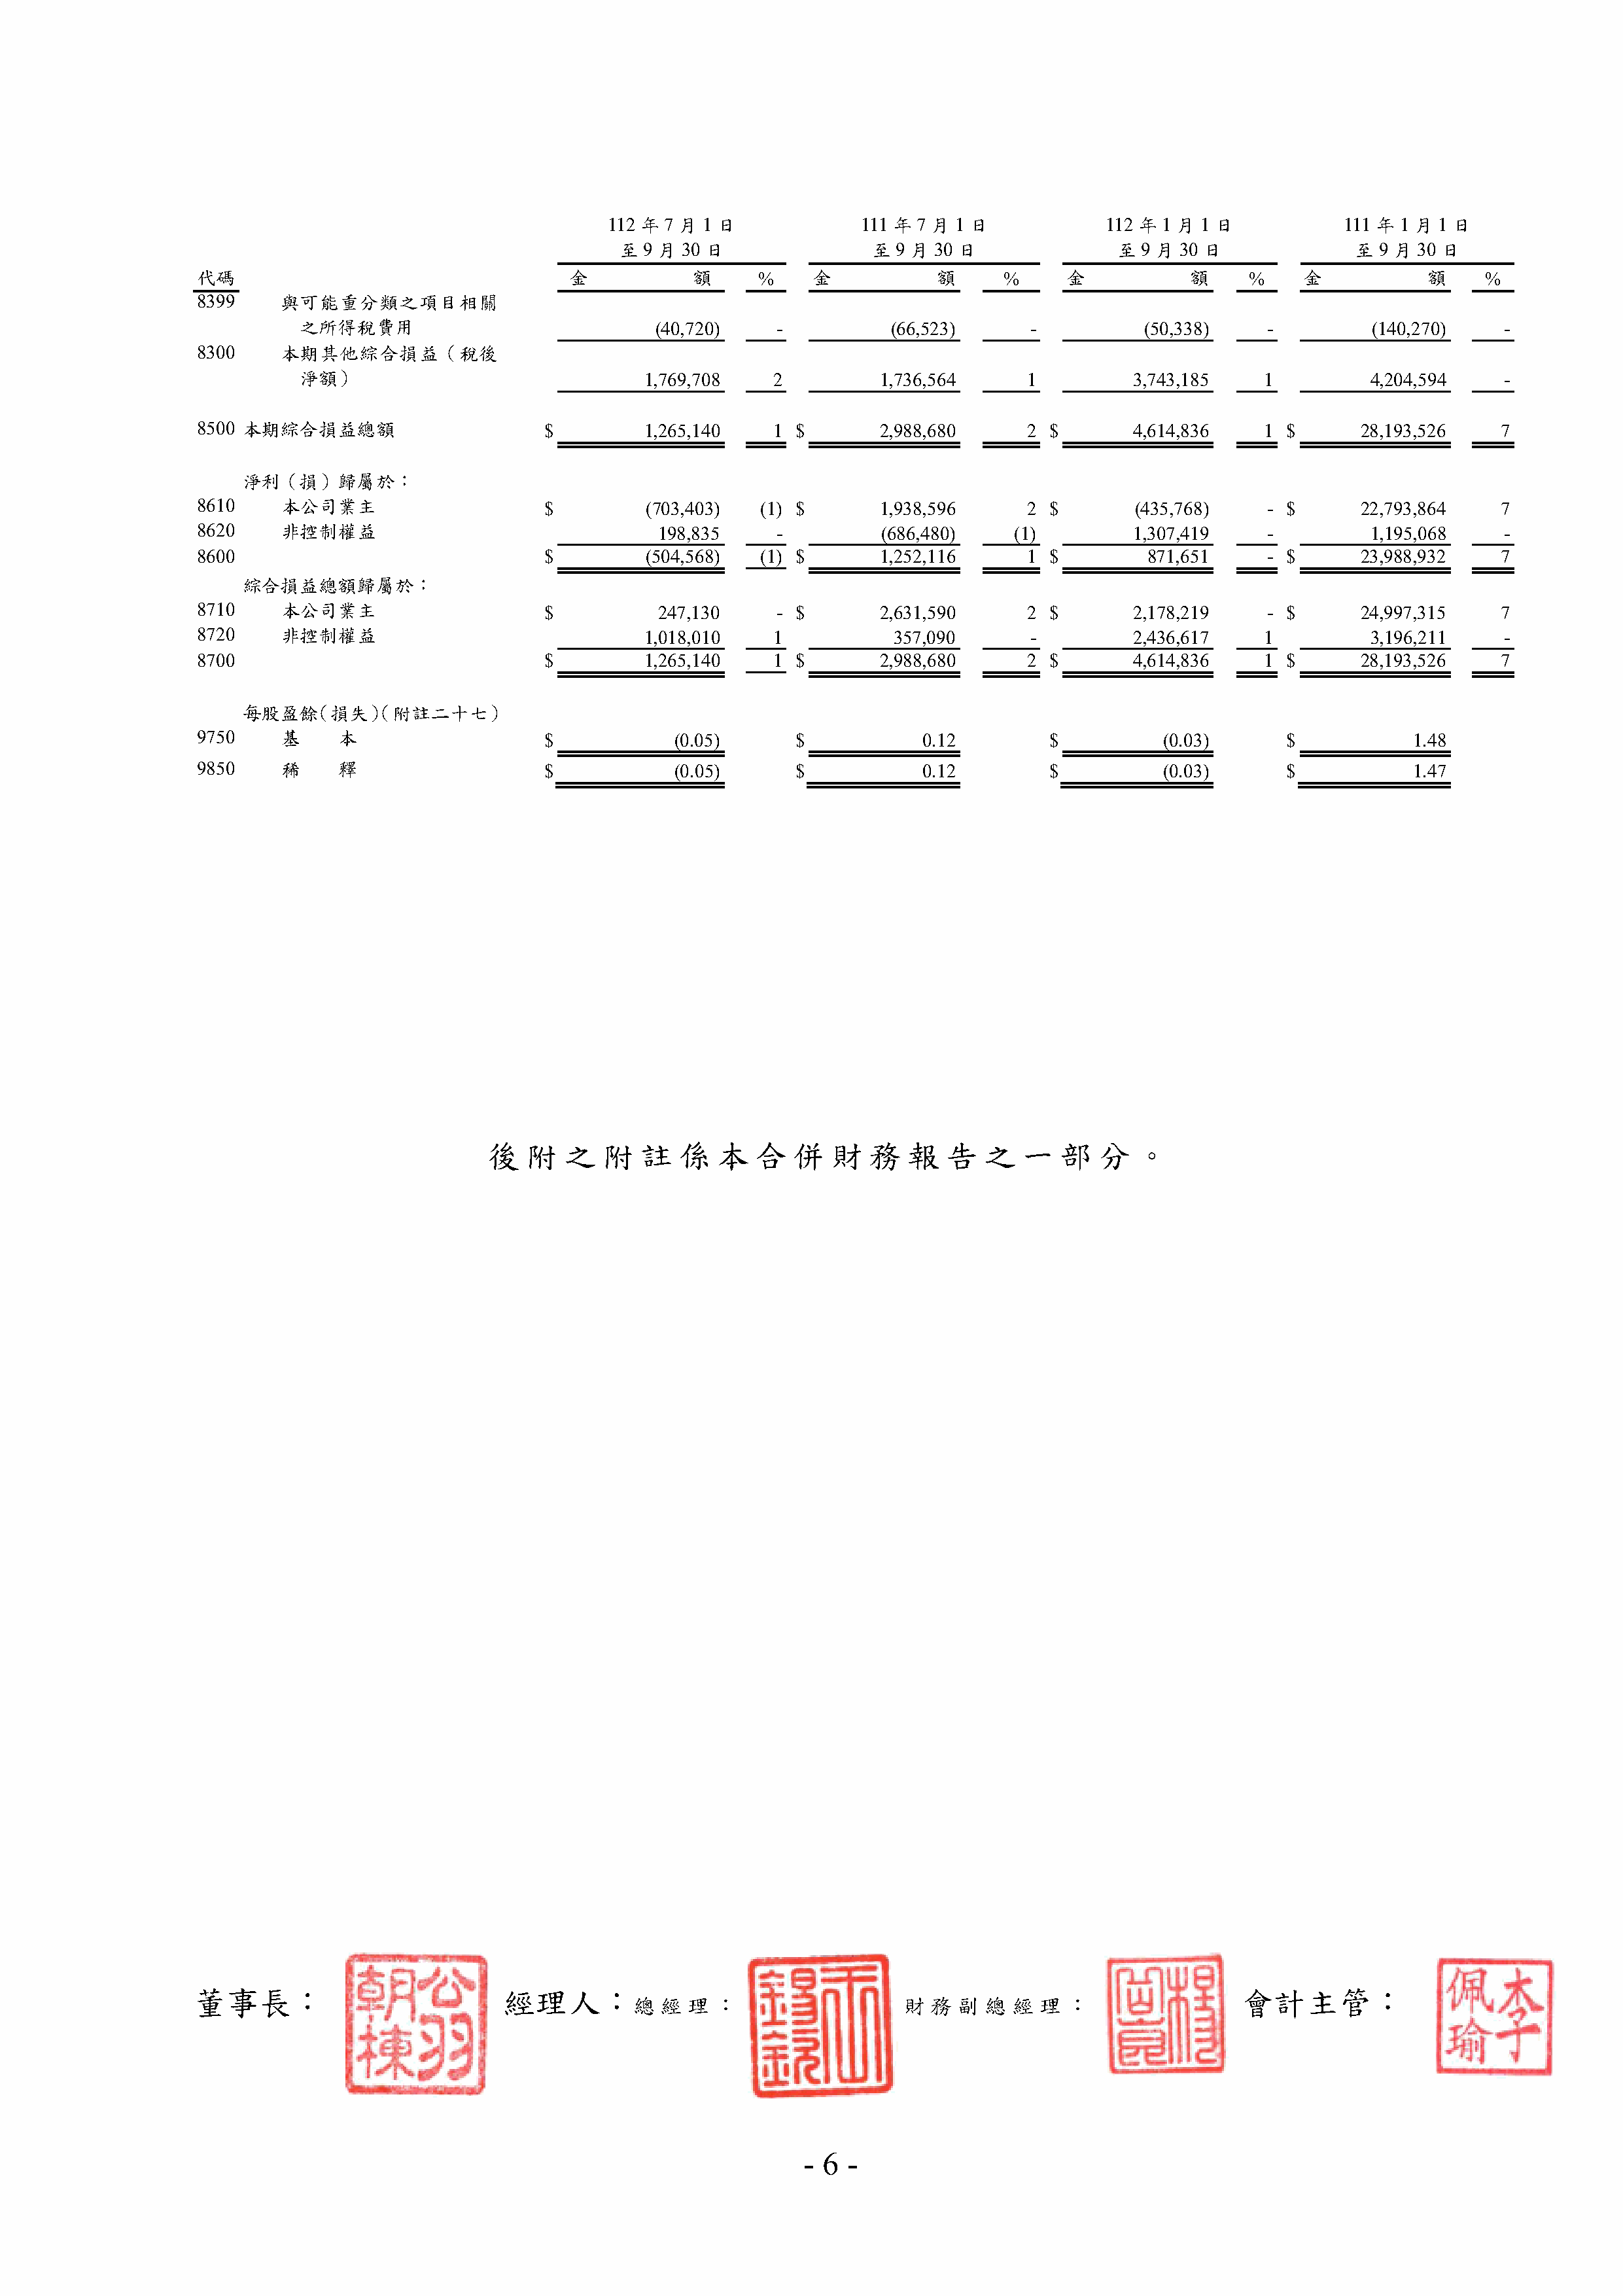 112 年 7 月 1 日 111 年 7 月 1 日 112 年 1 月 1 日 111 年 1 月 1 日
至 9 月 30 日 至 9 月 30 日 至 9 月 30 日 至 9 月 30 日
代碼 金 額 % 金 額 % 金 額 % 金 額 %
8399 與可能重分類之項目相關
之所得稅費用 (40,720) - (66,523) - (50,338) - (140,270) -
8300 本期其他綜合損益（稅後
淨額） 1,769,708 2 1,736,564 1 3,743,185 1 4,204,594 -
8500 本期綜合損益總額 $ 1,265,140 1 $ 2,988,680 2 $ 4,614,836 1 $ 28,193,526 7
淨利（損）歸屬於：
8610 本公司業主 $ (703,403) (1) $ 1,938,596 2 $ (435,768) - $ 22,793,864 7
8620 非控制權益 198,835 - (686,480) (1) 1,307,419 - 1,195,068 -
8600 $ (504,568) (1) $ 1,252,116 1 $ 871,651 - $ 23,988,932 7
綜合損益總額歸屬於：
8710 本公司業主 $ 247,130 - $ 2,631,590 2 $ 2,178,219 - $ 24,997,315 7
8720 非控制權益 1,018,010 1 357,090 - 2,436,617 1 3,196,211 -
8700 $ 1,265,140 1 $ 2,988,680 2 $ 4,614,836 1 $ 28,193,526 7
每股盈餘(損失)(附註二十七)
9750 基 本 $ (0.05) $ 0.12 $ (0.03) $ 1.48
9850 稀 釋 $ (0.05) $ 0.12 $ (0.03) $ 1.47
後附之附註係本合併財務報告之一部分。
董事長： 翁朝棟 經理人：總經理： 財務副總經理： 會計主管： 李佩瑜
- 6 -